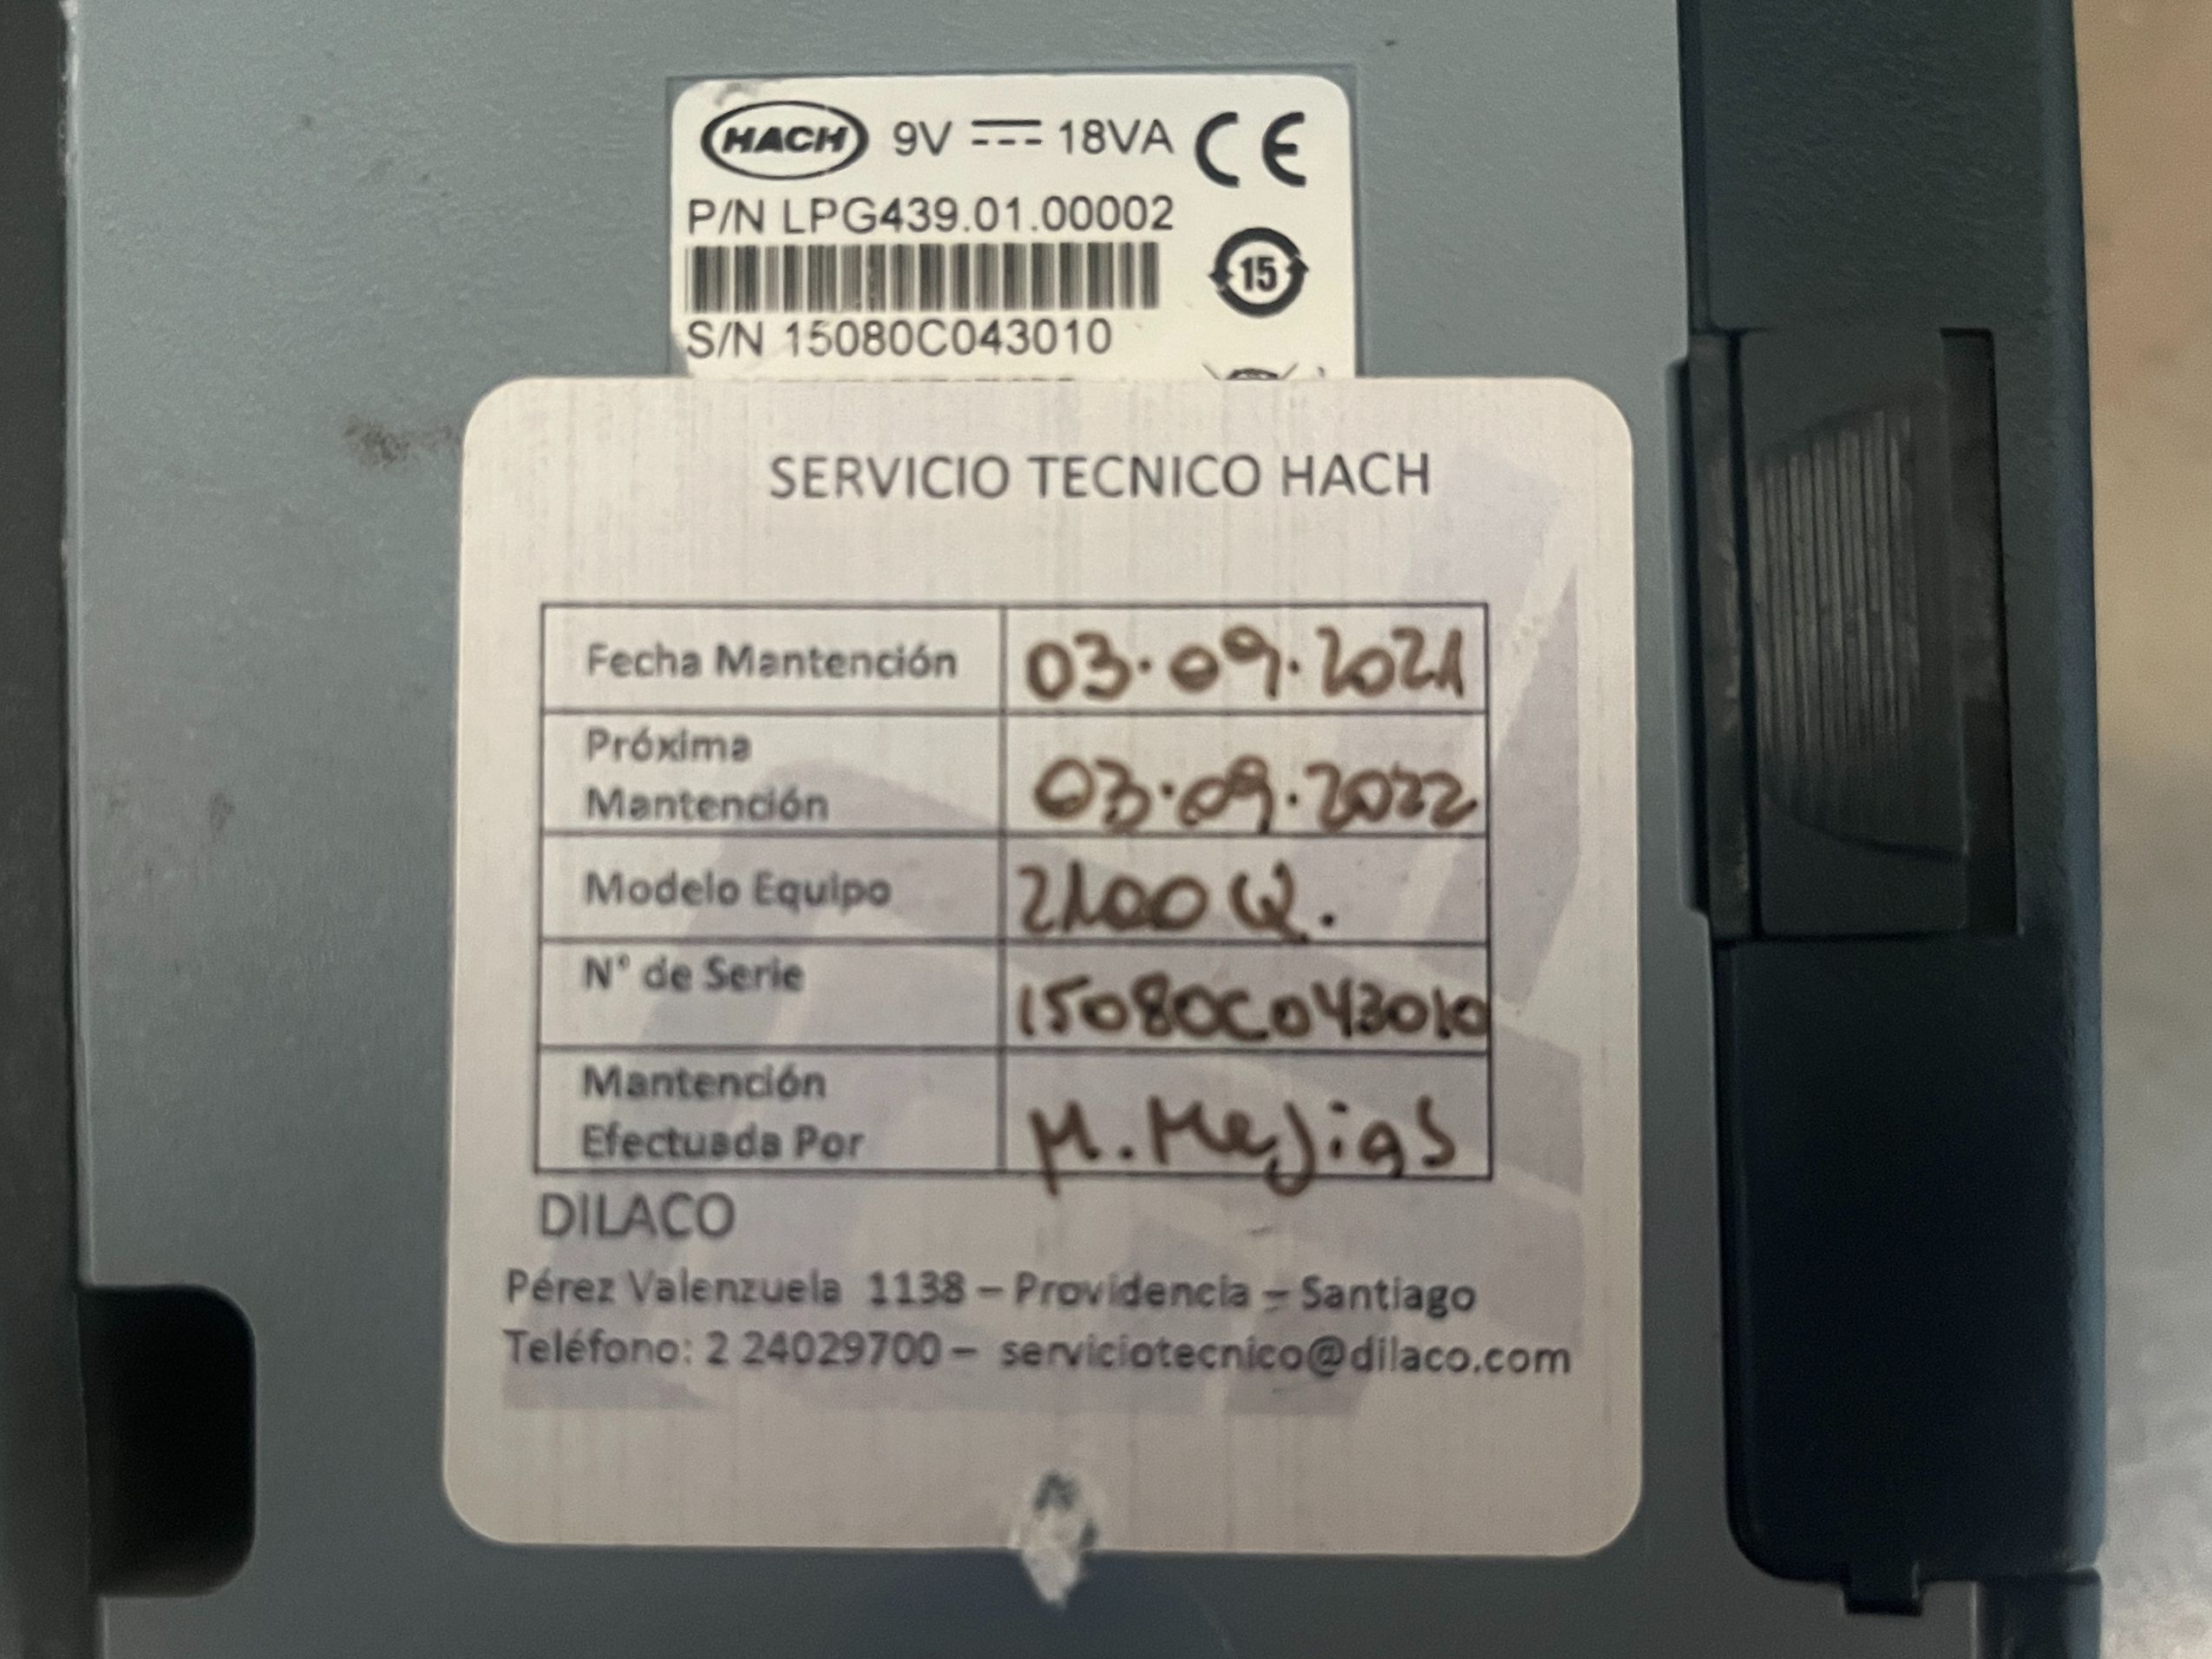 HACH 9V 18VA CE
P/N LPG439.01.00002
15
S/N 15080C043010
SERVICIO TECNICO HACH
Fecha Mantención 03.09.2021
Próxima
Mantención 03.09.2022
Modelo Equipo 2100Q.
N° de Serie 15080C043010
Mantención
Efectuada Por M. Mejias
DILACO
Pérez Valenzuela 1138 – Providencia – Santiago
Teléfono: 2 24029700 – serviciotecnico@dilaco.com